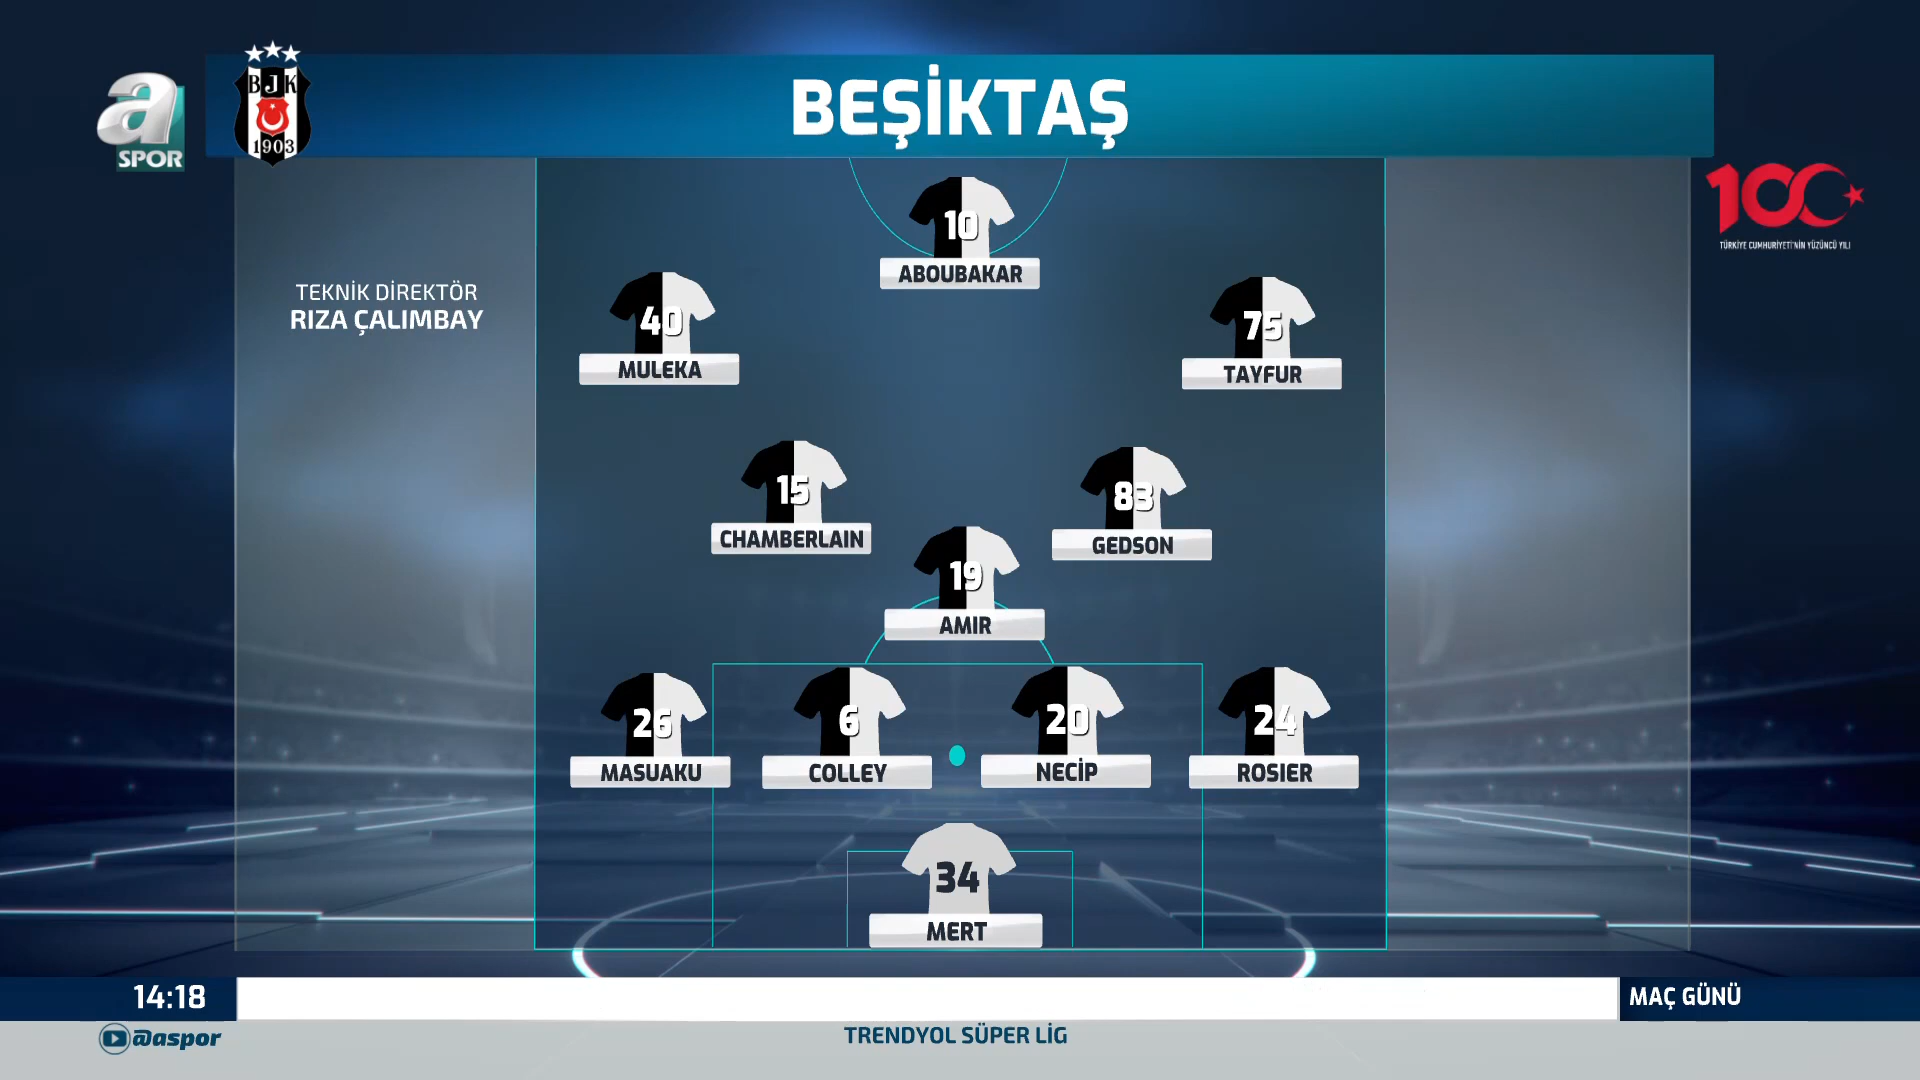 a
SPOR
BJK
1903
BEŞİKTAŞ
100
TÜRKİYE CUMHURİYETİ'NİN YÜZÜNCÜ YILI
TEKNİK DİREKTÖR
RIZA ÇALIMBAY
10
ABOUBAKAR
40
MULEKA
75
TAYFUR
15
CHAMBERLAIN
83
GEDSON
19
AMIR
26
MASUAKU
6
COLLEY
20
NECİP
24
ROSIER
34
MERT
14:18
MAÇ GÜNÜ
@aspor
TRENDYOL SÜPER LİG